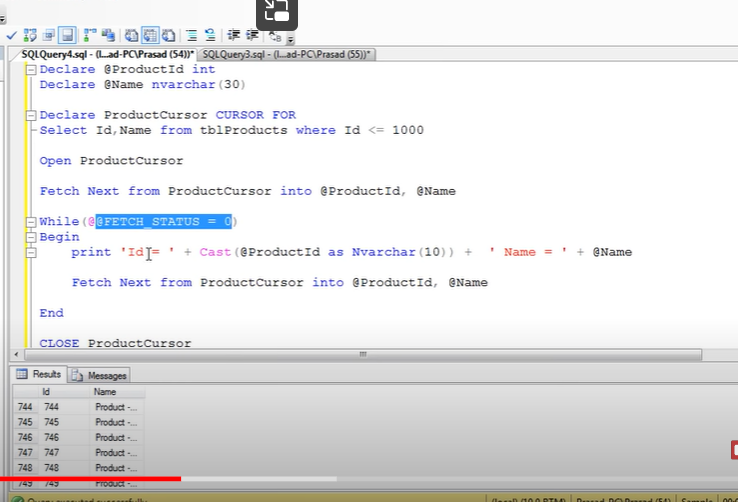 SQLQuery4.sql - (l...ad-PC\Prasad (54))* SQLQuery3.sql - (l...ad-PC\Prasad (55))*
Declare @ProductId int
Declare @Name nvarchar(30)
Declare ProductCursor CURSOR FOR
Select Id,Name from tblProducts where Id <= 1000
Open ProductCursor
Fetch Next from ProductCursor into @ProductId, @Name
While(@@FETCH_STATUS = 0)
Begin
print 'Id = ' + Cast(@ProductId as Nvarchar(10)) + ' Name = ' + @Name
Fetch Next from ProductCursor into @ProductId, @Name
End
CLOSE ProductCursor
Results Messages
Id Name
744 744 Product -...
745 745 Product -...
746 746 Product -...
747 747 Product -...
748 748 Product -...
749 749 Product -...
Query executed successfully.